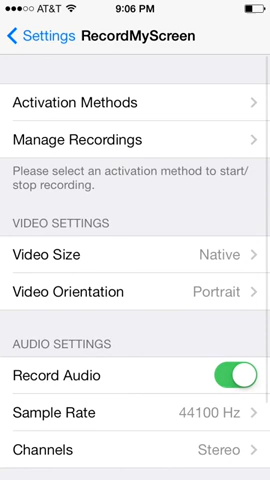 AT&T 9:06 PM
Settings RecordMyScreen
Activation Methods
Manage Recordings
Please select an activation method to start/
stop recording.
VIDEO SETTINGS
Video Size Native
Video Orientation Portrait
AUDIO SETTINGS
Record Audio
Sample Rate 44100 Hz
Channels Stereo